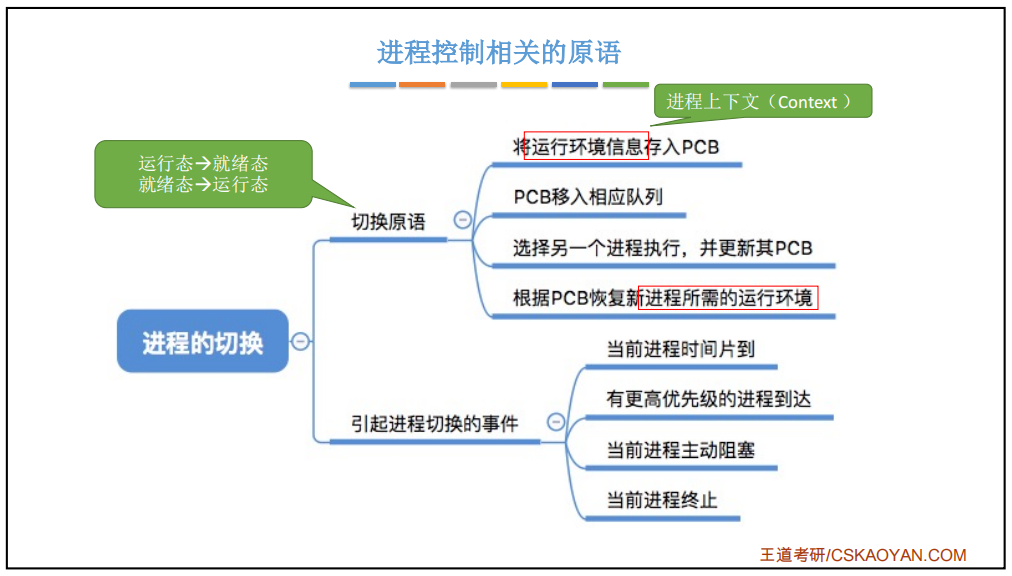 进程控制相关的原语
进程上下文（Context ）
运行态→就绪态
就绪态→运行态
将运行环境信息存入PCB
PCB移入相应队列
切换原语
选择另一个进程执行，并更新其PCB
根据PCB恢复新进程所需的运行环境
进程的切换
当前进程时间片到
有更高优先级的进程到达
引起进程切换的事件
当前进程主动阻塞
当前进程终止
王道考研/CSKAOYAN.COM